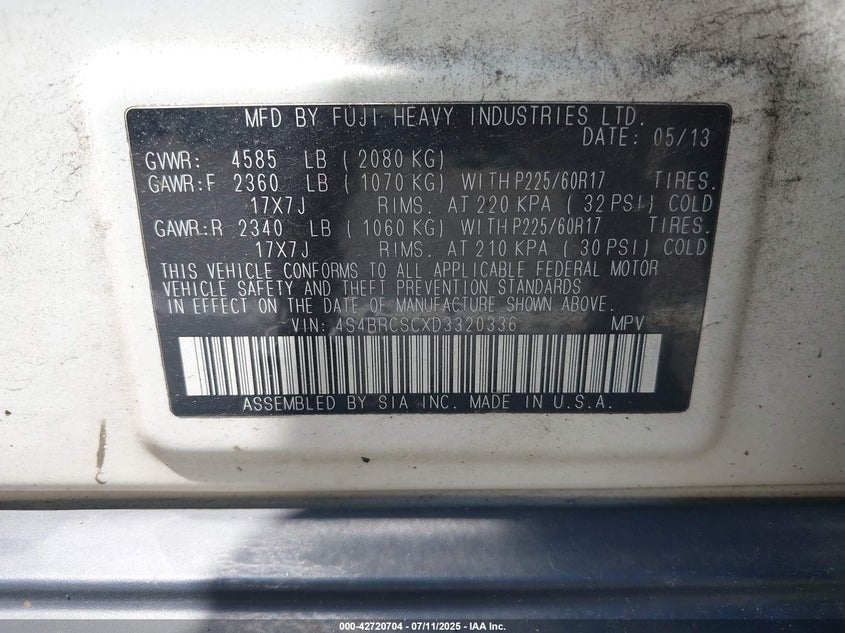 MFD BY FUJI HEAVY INDUSTRIES LTD.
DATE: 05/13
GVWR: 4585 LB ( 2080 KG)
GAWR:F 2360 LB ( 1070 KG) WITH P225/60R17 TIRES.
17X7J RIMS. AT 220 KPA ( 32 PSI) COLD
GAWR:R 2340 LB ( 1060 KG) WITH P225/60R17 TIRES.
17X7J RIMS. AT 210 KPA ( 30 PSI) COLD
THIS VEHICLE CONFORMS TO ALL APPLICABLE FEDERAL MOTOR
VEHICLE SAFETY AND THEFT PREVENTION STANDARDS
IN EFFECT ON THE DATE OF MANUFACTURE SHOWN ABOVE.
VIN: 4S4BRCSCXD3320336 MPV
ASSEMBLED BY SIA INC. MADE IN U.S.A.
000-42720704 - 07/11/2025 - IAA Inc.